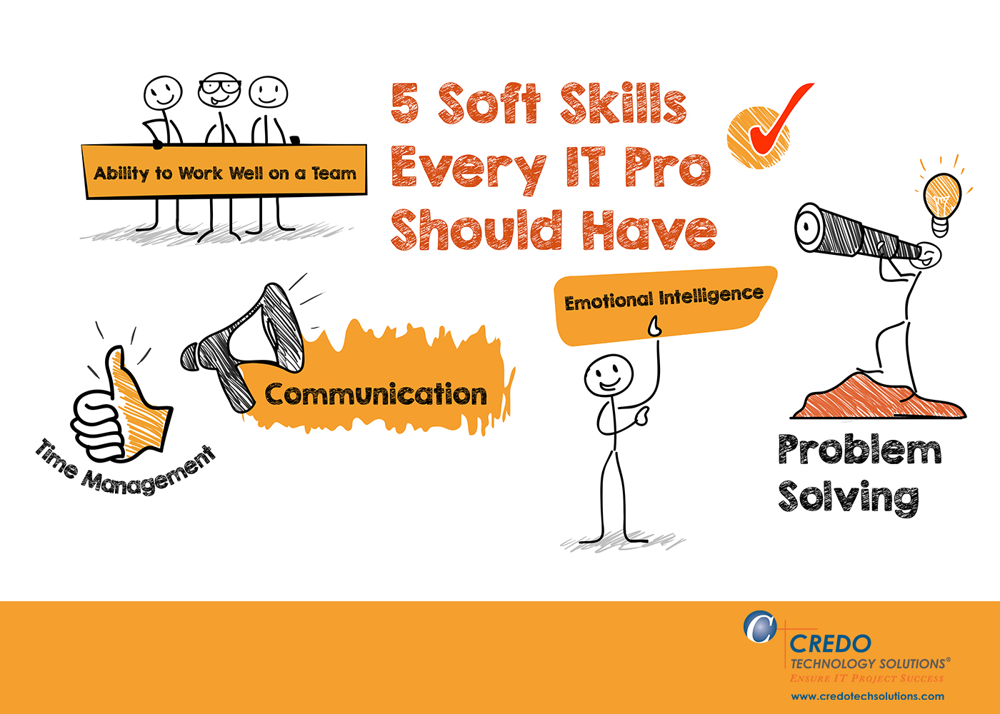 5 Soft Skills
Every IT Pro
Should Have
Ability to Work Well on a Team
Emotional Intelligence
Communication
Time Management
Problem
Solving
C
CREDO
TECHNOLOGY SOLUTIONS®
ENSURE IT PROJECT SUCCESS
www.credotechsolutions.com